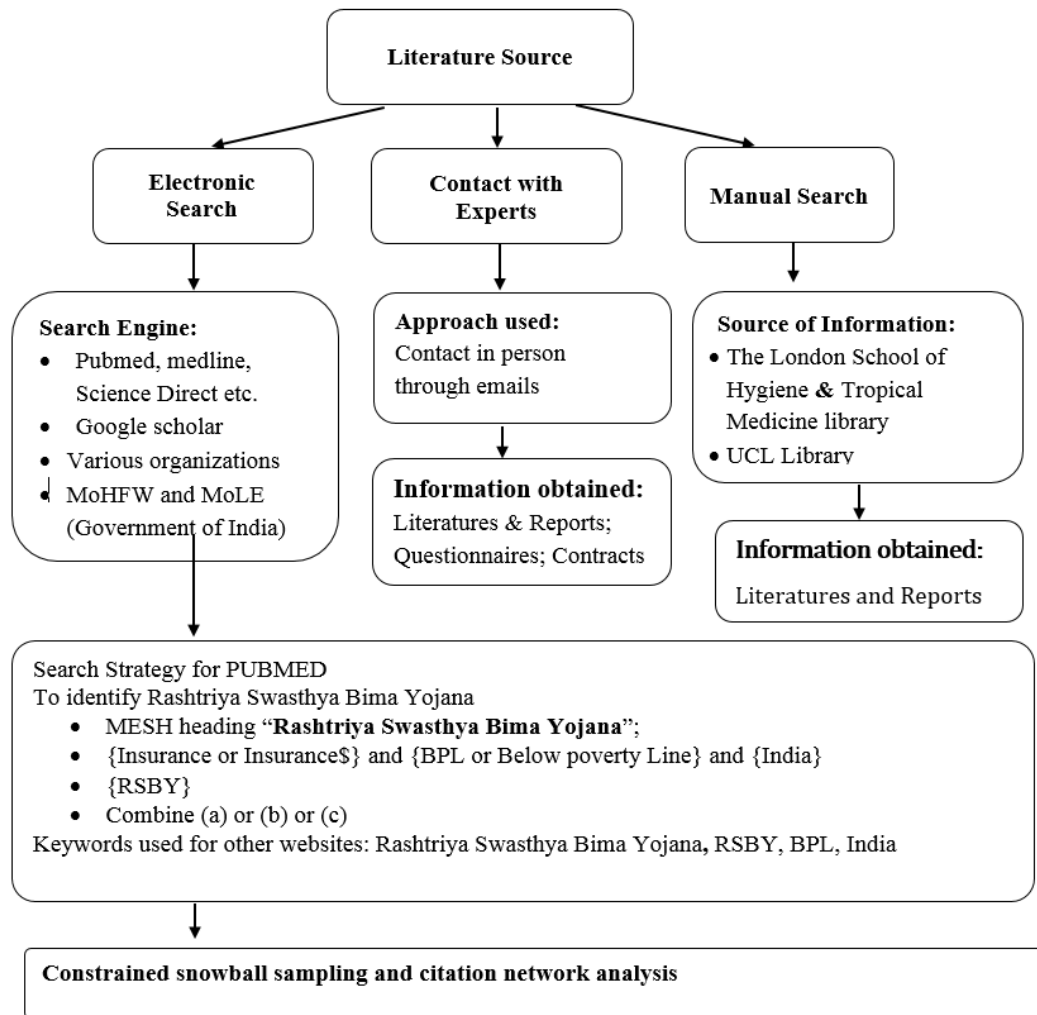 Literature Source
Electronic
Search
Contact with
Experts
Manual Search
Search Engine:
• Pubmed, medline,
Science Direct etc.
• Google scholar
• Various organizations
• MoHFW and MoLE
(Government of India)
Approach used:
Contact in person
through emails
Information obtained:
Literatures & Reports;
Questionnaires; Contracts
Source of Information:
• The London School of
Hygiene & Tropical
Medicine library
• UCL Library
Information obtained:
Literatures and Reports
Search Strategy for PUBMED
To identify Rashtriya Swasthya Bima Yojana
• MESH heading “Rashtriya Swasthya Bima Yojana”;
• {Insurance or Insurance$} and {BPL or Below poverty Line} and {India}
• {RSBY}
• Combine (a) or (b) or (c)
Keywords used for other websites: Rashtriya Swasthya Bima Yojana, RSBY, BPL, India
Constrained snowball sampling and citation network analysis